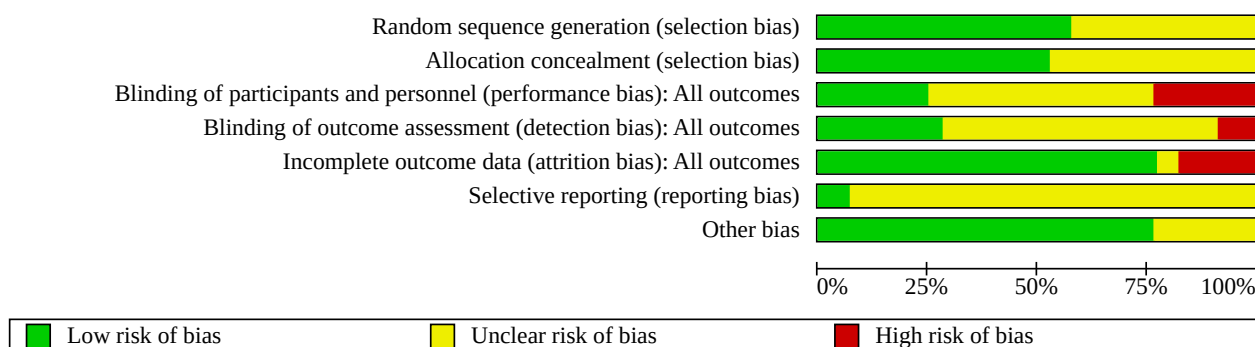 Random sequence generation (selection bias)
Allocation concealment (selection bias)
Blinding of participants and personnel (performance bias): All outcomes
Blinding of outcome assessment (detection bias): All outcomes
Incomplete outcome data (attrition bias): All outcomes
Selective reporting (reporting bias)
Other bias
0% 25% 50% 75% 100%
Low risk of bias Unclear risk of bias High risk of bias